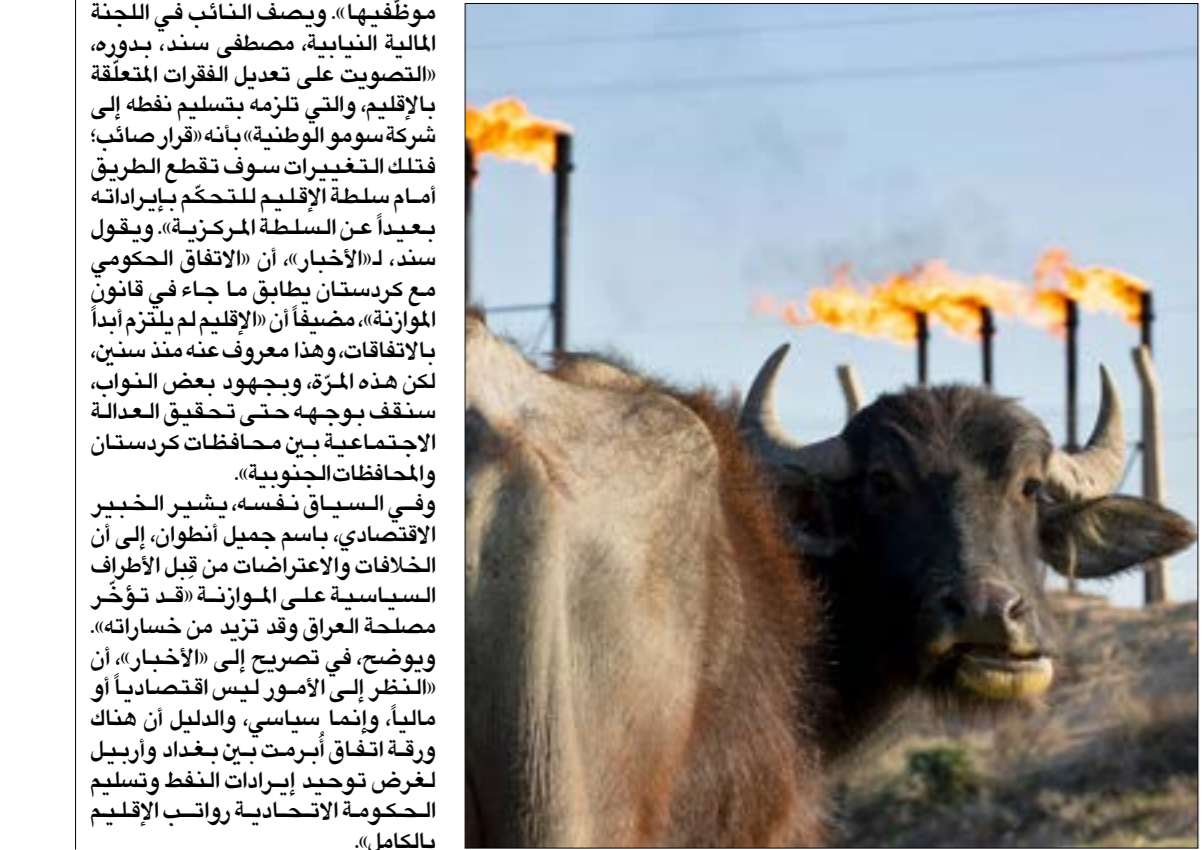 موظّفيها». ويصف النائب في اللجنة
المالية النيابية، مصطفى سند، بدوره،
«التصويت على تعديل الفقرات المتعلّقة
بالإقليم، والتي تلزمه بتسليم نفطه إلى
شركة سومو الوطنية» بأنه «قرار صائب؛
فتلك التغييرات سوف تقطع الطريق
أمام سلطة الإقليم للتحكّم بإيراداته
بعيداً عن السلطة المركزية». ويقول
سند، لـ«الأخبار»، أن «الاتفاق الحكومي
مع كردستان يطابق ما جاء في قانون
الموازنة»، مضيفاً أن «الإقليم لم يلتزم أبداً
بالاتفاقات، وهذا معروف عنه منذ سنين،
لكن هذه المرّة، وبجهود بعض النواب،
سنقف بوجهه حتى تحقيق العدالة
الاجتماعية بين محافظات كردستان
والمحافظات الجنوبية».
وفي السياق نفسه، يشير الخبير
الاقتصادي، باسم جميل أنطوان، إلى أن
الخلافات والاعتراضات من قِبل الأطراف
السياسية على الموازنة «قد تؤخّر
مصلحة العراق وقد تزيد من خساراته».
ويوضح، في تصريح إلى «الأخبار»، أن
«النظر إلى الأمور ليس اقتصادياً أو
مالياً، وإنما سياسي، والدليل أن هناك
ورقة اتفاق أُبرمت بين بغداد وأربيل
لغرض توحيد إيرادات النفط وتسليم
الحكومة الاتحادية رواتب الإقليم
بالكامل».